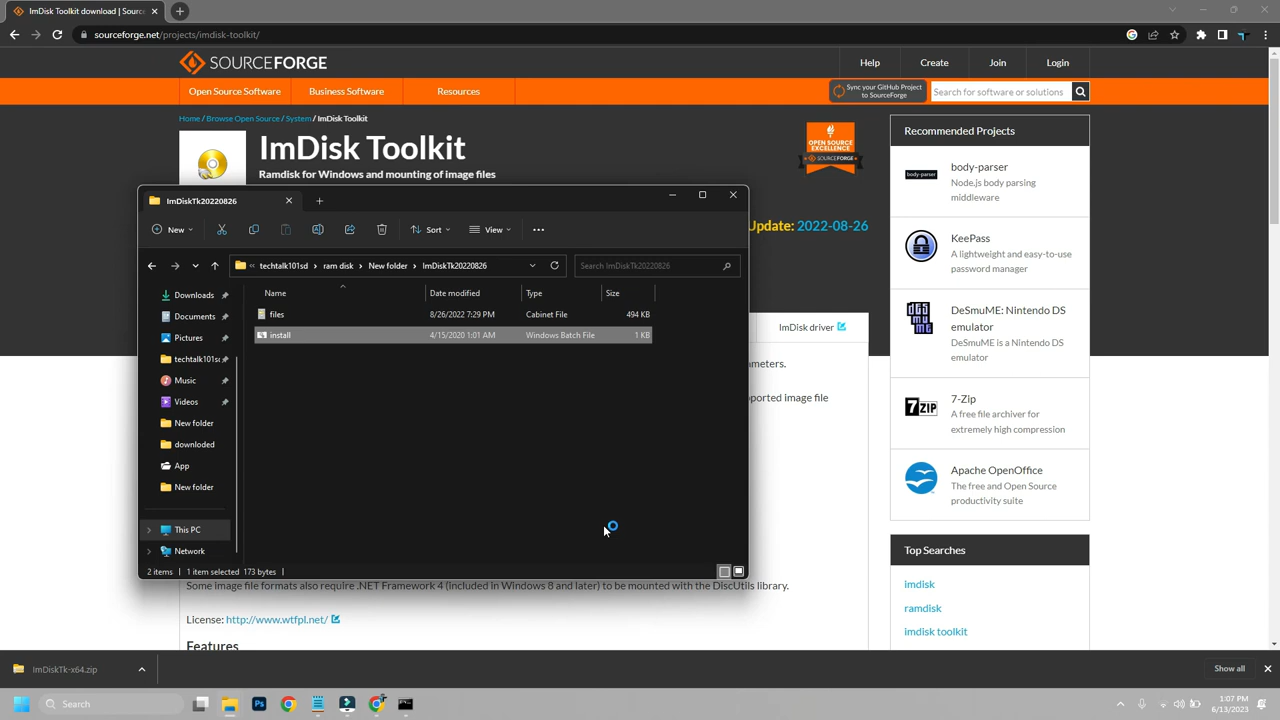 ImDisk Toolkit download | Sourc
sourceforge.net/projects/imdisk-toolkit/
SOURCEFORGE
Help
Create
Join
Login
Open Source Software
Business Software
Resources
Sync your GitHub Project
to SourceForge
Search for software or solutions
Home / Browse Open Source / System / ImDisk Toolkit
ImDisk Toolkit
Ramdisk for Windows and mounting of image files
OPEN SOURCE
EXCELLENCE
SOURCEFORGE
Update: 2022-08-26
Recommended Projects
body-parser
body-parser
Node.js body parsing
middleware
KeePass
A lightweight and easy-to-use
password manager
DeSmuME: Nintendo DS
emulator
DeSmuME is a Nintendo DS
emulator
7ZIP
7-Zip
A free file archiver for
extremely high compression
Apache OpenOffice
The free and Open Source
productivity suite
Top Searches
imdisk
ramdisk
imdisk toolkit
ImDisk driver
ameters.
pported image file
ImDiskTk20220826
New
Sort
View
techtalk101sd
ram disk
New folder
ImDiskTk20220826
Search ImDiskTk20220826
Name
Date modified
Type
Size
files
8/26/2022 7:29 PM
Cabinet File
494 KB
install
4/15/2020 1:01 AM
Windows Batch File
1 KB
Downloads
Documents
Pictures
techtalk101s
Music
Videos
New folder
downloded
App
New folder
This PC
Network
2 items
1 item selected 173 bytes
Some image file formats also require .NET Framework 4 (included in Windows 8 and later) to be mounted with the DiscUtils library.
License: http://www.wtfpl.net/
Features
ImDiskTk-x64.zip
Show all
Search
Ps
1:07 PM
6/13/2023